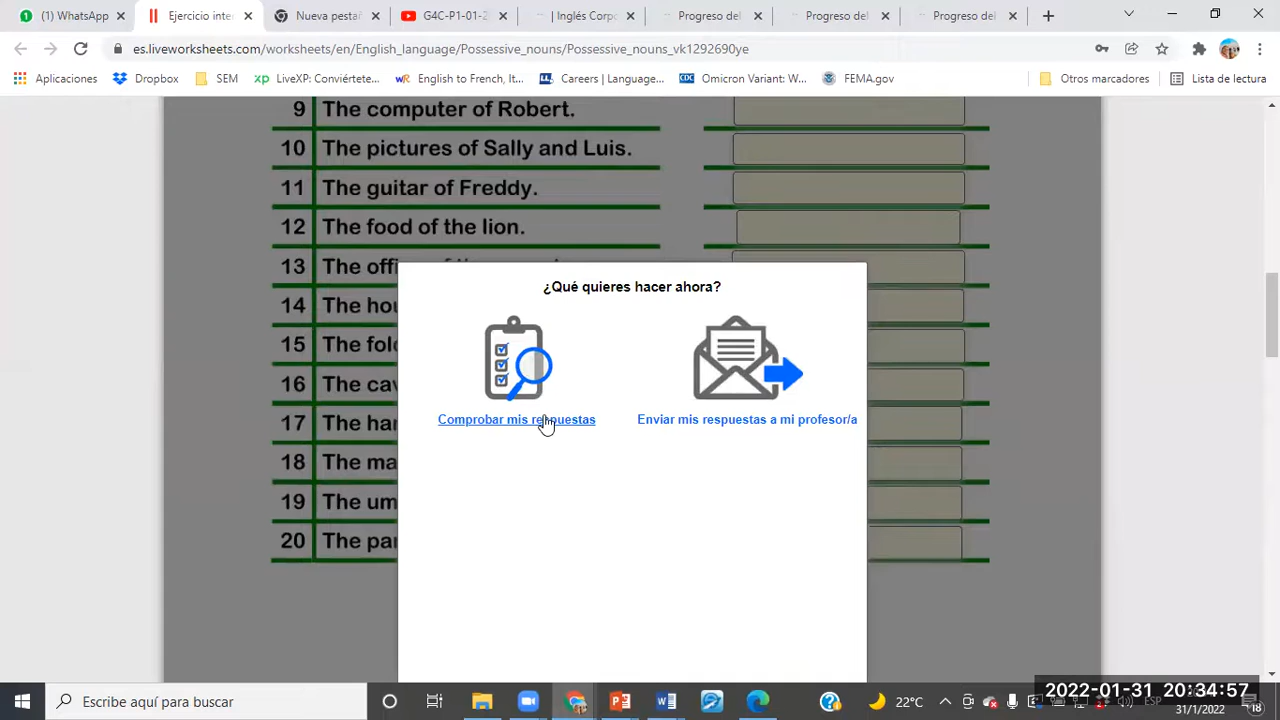 (1) WhatsApp
Ejercicio inte
Nueva pestañ
G4C-P1-01-2
Inglés Corpo
Progreso del
Progreso del
Progreso del
es.liveworksheets.com/worksheets/en/English_language/Possessive_nouns/Possessive_nouns_vk1292690ye
Aplicaciones
Dropbox
SEM
LiveXP: Conviértete...
English to French, It...
Careers | Language...
Omicron Variant: W...
FEMA.gov
Otros marcadores
Lista de lectura
9 The computer of Robert.
10 The pictures of Sally and Luis.
11 The guitar of Freddy.
12 The food of the lion.
13 The offi
14 The hou
15 The fol
16 The cav
17 The har
18 The ma
19 The um
20 The par
¿Qué quieres hacer ahora?
Comprobar mis respuestas
Enviar mis respuestas a mi profesor/a
Escribe aquí para buscar
22°C
ESP
2022-01-31 20:34:57
31/1/2022
18